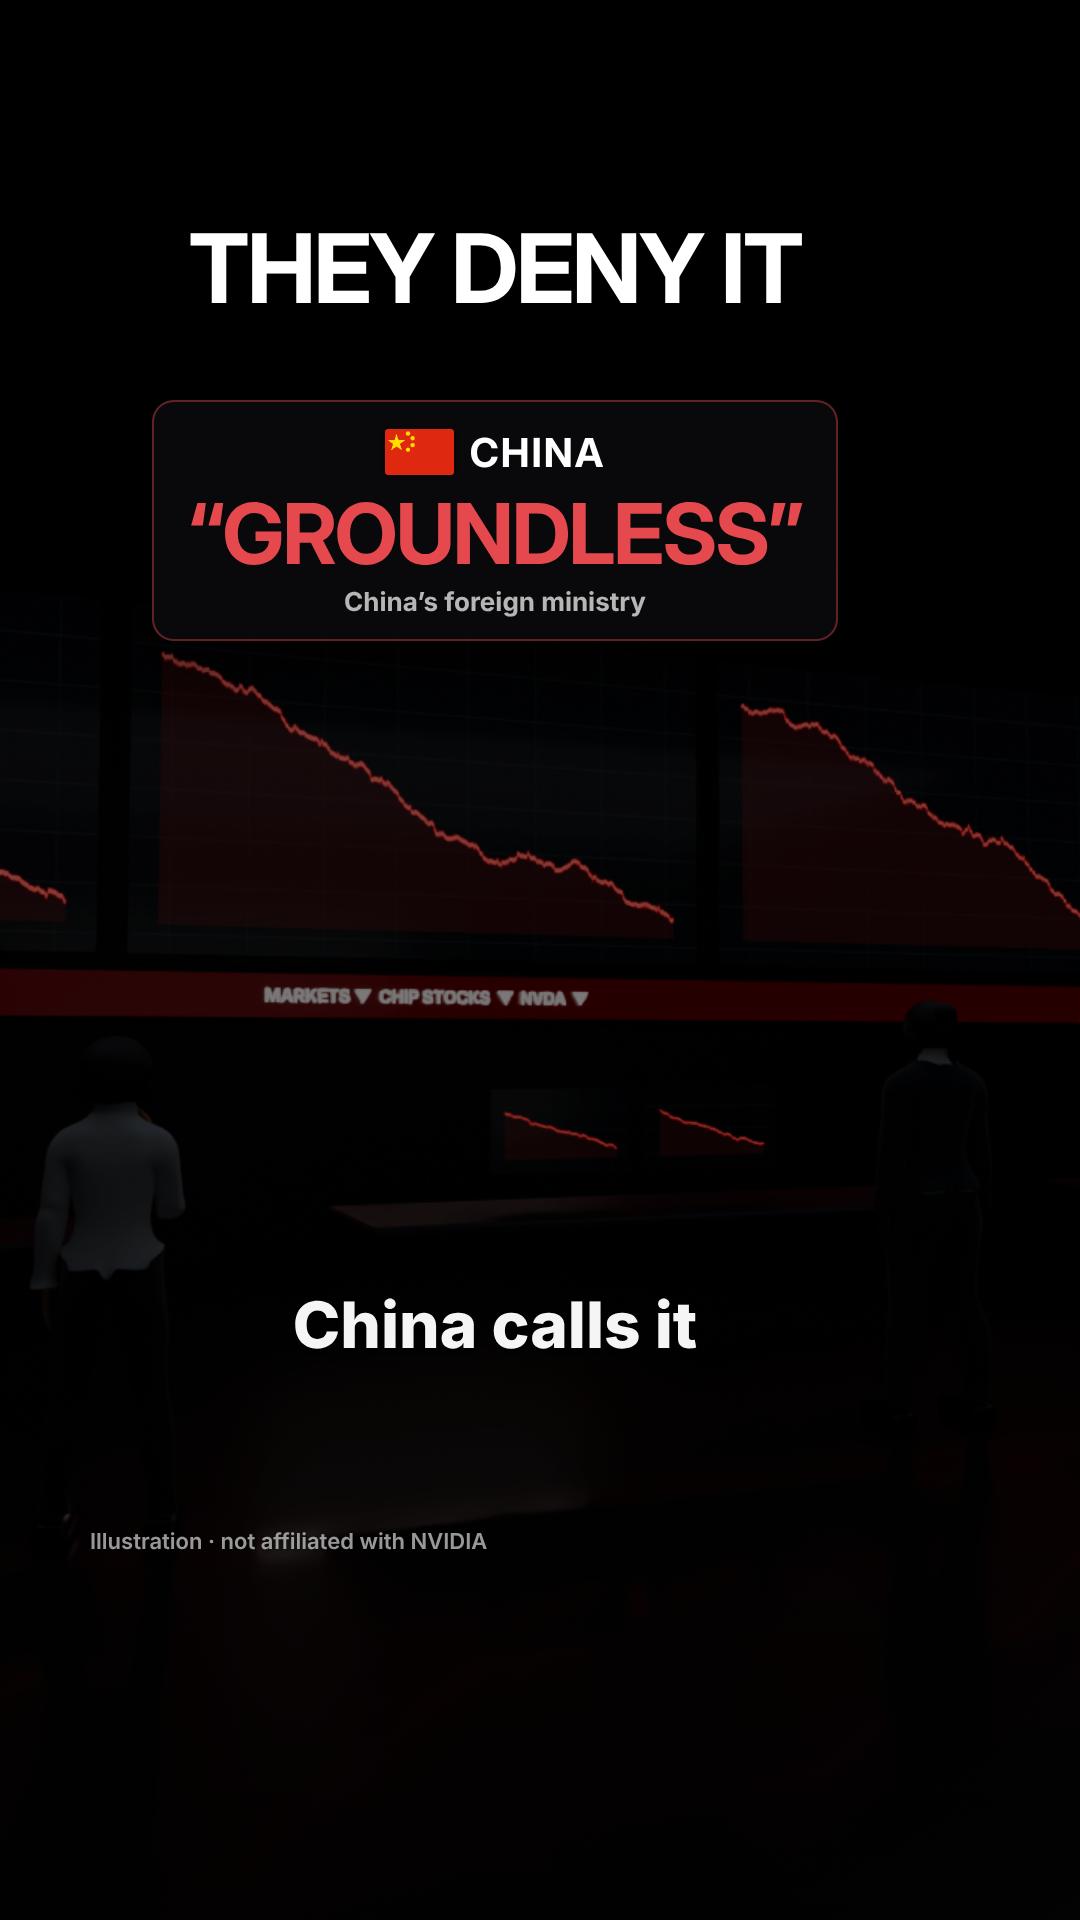 THEY DENY IT
CHINA
“GROUNDLESS”
China’s foreign ministry
MARKETS ▼ CHIP STOCKS ▼ NVDA ▼
China calls it
Illustration · not affiliated with NVIDIA